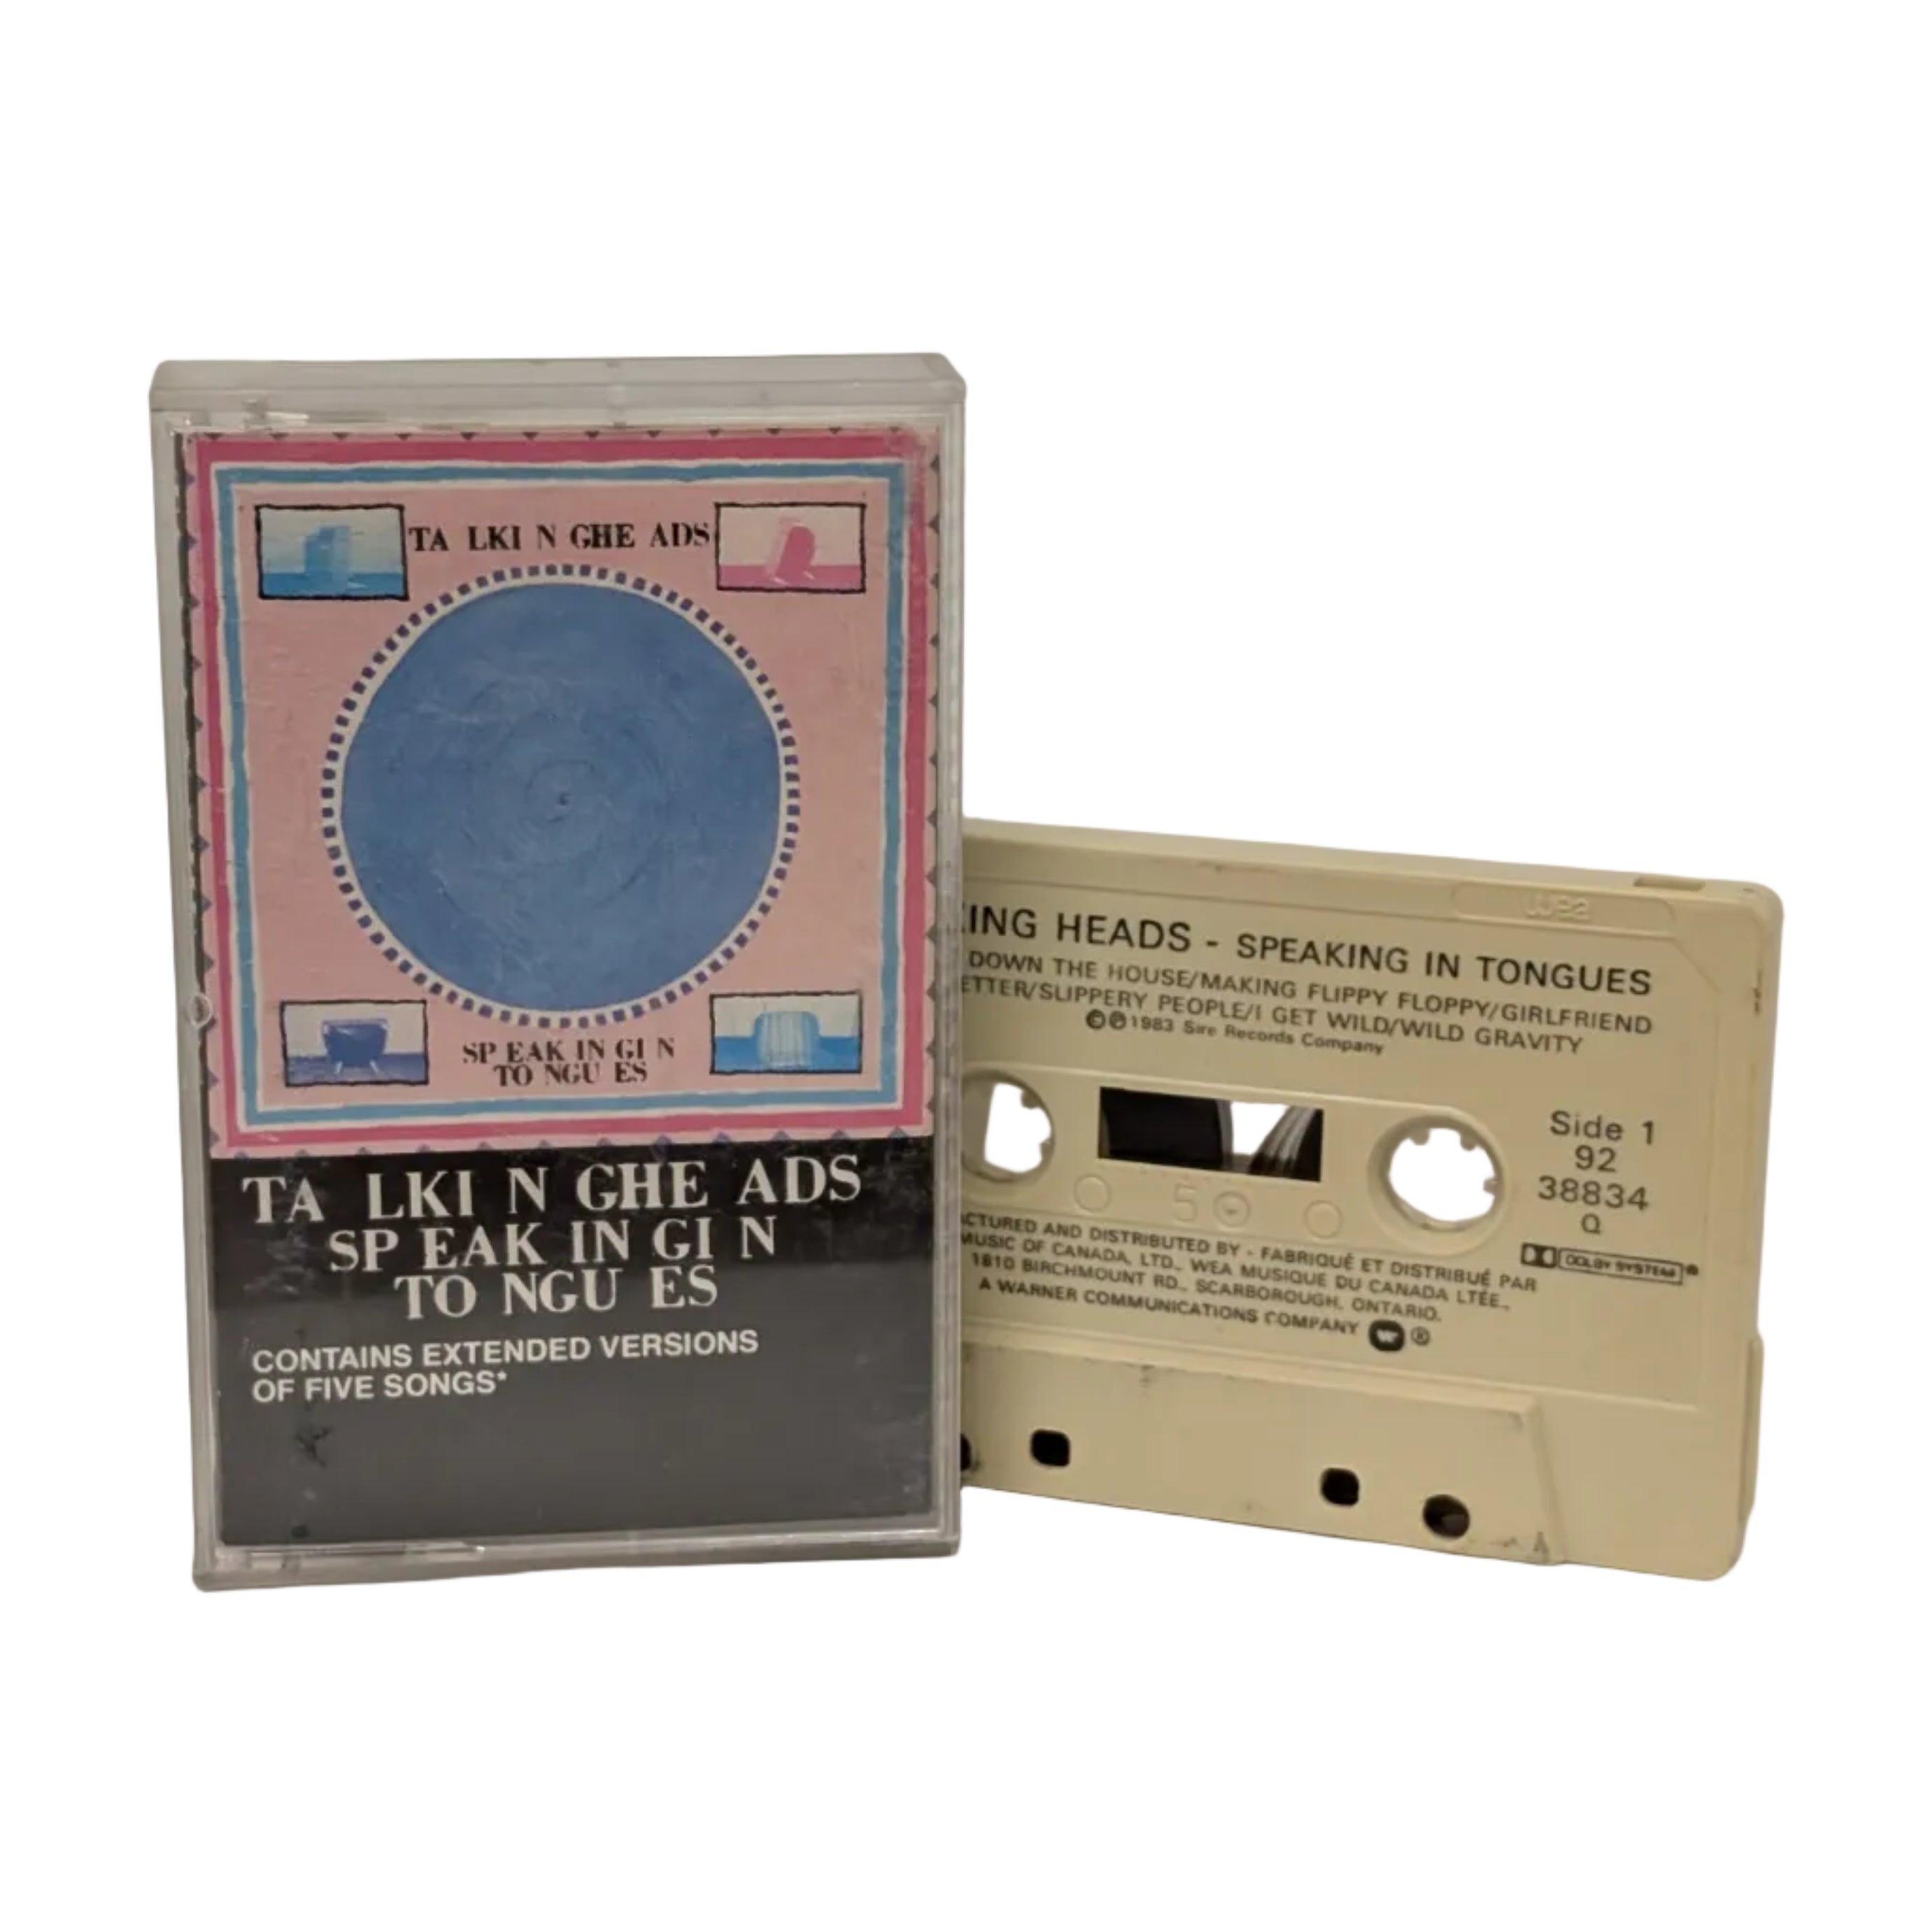 TA LKI N GHE ADS
SP EAK IN GI N
TO NGU ES
TA LKI N GHE ADS
SP EAK IN GI N
TO NGU ES
CONTAINS EXTENDED VERSIONS
OF FIVE SONGS*
ING HEADS - SPEAKING IN TONGUES
DOWN THE HOUSE/MAKING FLIPPY FLOPPY/GIRLFRIEND
ETTER/SLIPPERY PEOPLE/I GET WILD/WILD GRAVITY
©℗1983 Sire Records Company
Side 1
92
38834
Q
DOLBY SYSTEM®
CTURED AND DISTRIBUTED BY - FABRIQUÉ ET DISTRIBUÉ PAR
MUSIC OF CANADA, LTD., WEA MUSIQUE DU CANADA LTÉE.,
1810 BIRCHMOUNT RD., SCARBOROUGH, ONTARIO.
A WARNER COMMUNICATIONS COMPANY W ®
5
A